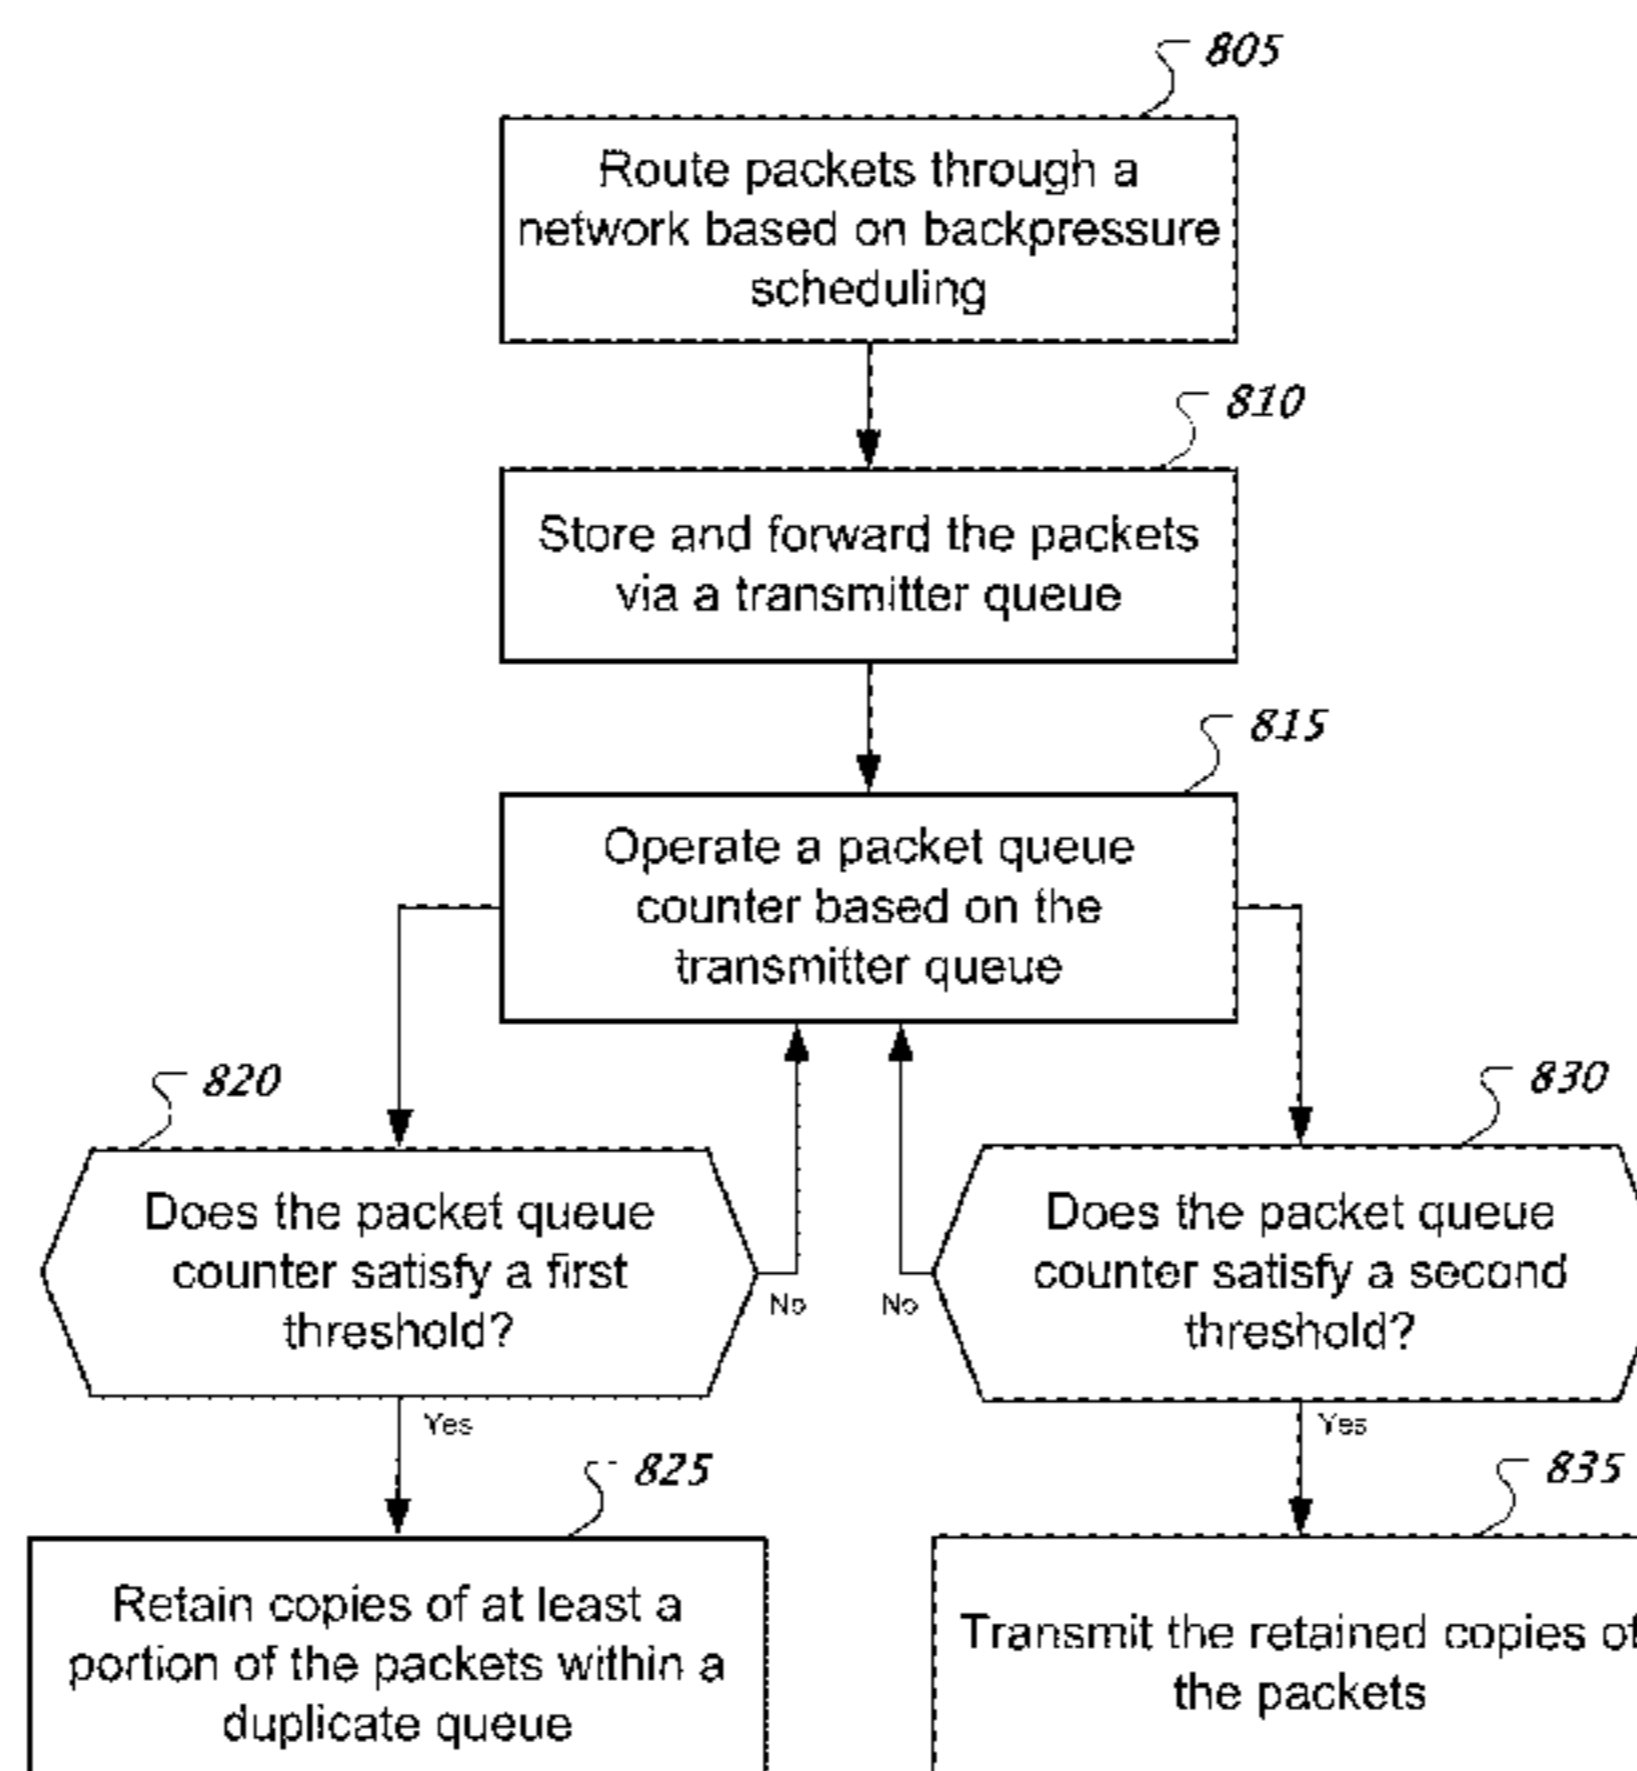 805
Route packets through a
network based on backpressure
scheduling
810
Store and forward the packets
via a transmitter queue
815
Operate a packet queue
counter based on the
transmitter queue
820
Does the packet queue
counter satisfy a first
threshold?
No
Yes
830
Does the packet queue
counter satisfy a second
threshold?
No
Yes
825
Retain copies of at least a
portion of the packets within a
duplicate queue
835
Transmit the retained copies of
the packets